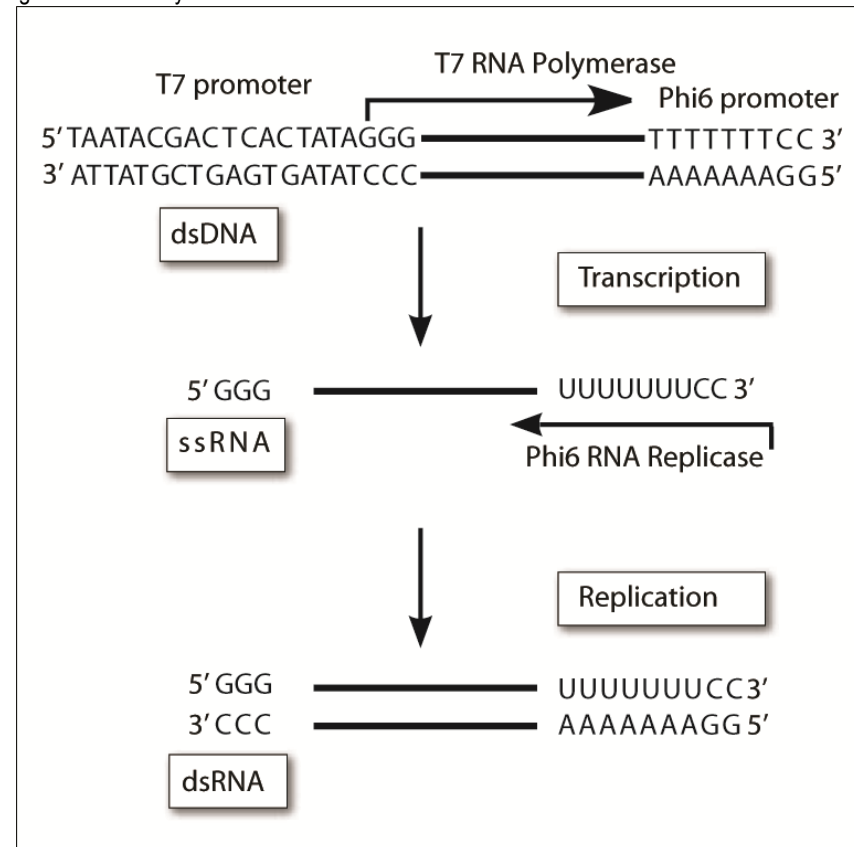 T7 promoter
T7 RNA Polymerase
Phi6 promoter
5' TAATACGACTCACTATAGGG TTTTTTTCC 3'
3' ATTATGCTGAGTGATATCCC AAAAAAAGG 5'
dsDNA
Transcription
5' GGG UUUUUUUCC 3'
ssRNA
Phi6 RNA Replicase
Replication
5' GGG UUUUUUUCC 3'
3' CCC AAAAAAAGG 5'
dsRNA